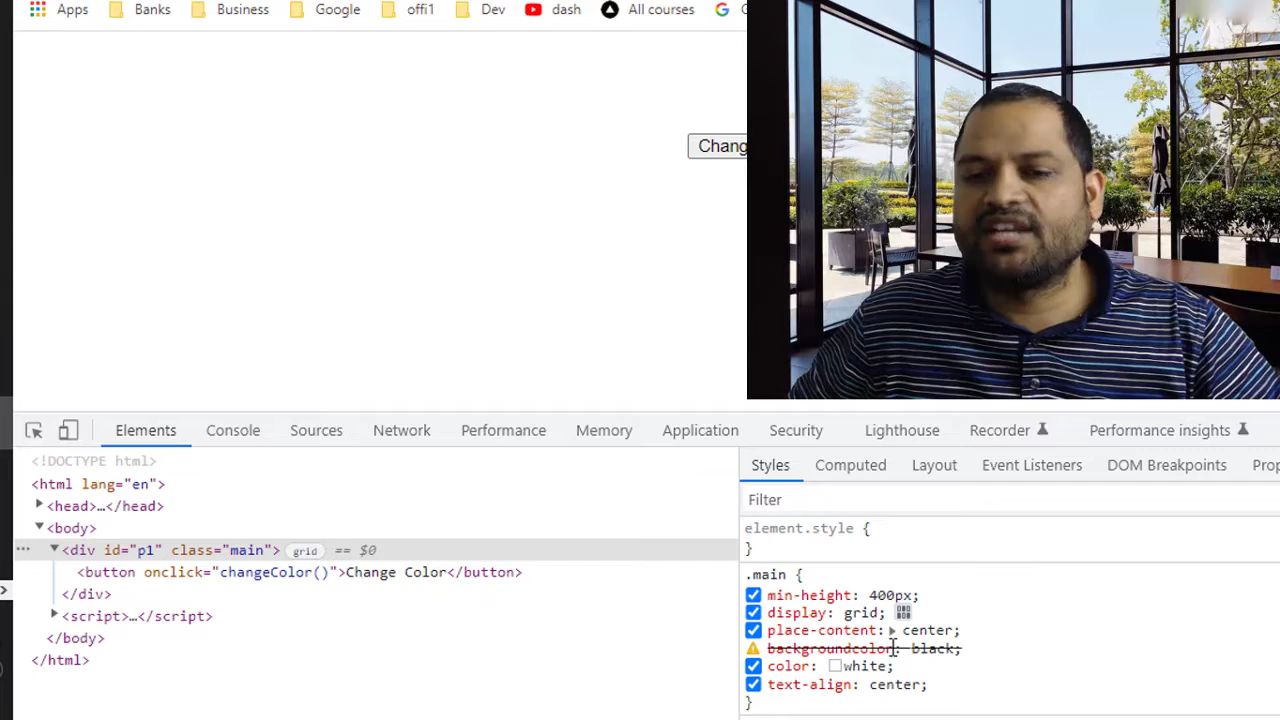 Apps Banks Business Google offi1 Dev dash All courses
Chang
Elements Console Sources Network Performance Memory Application Security Lighthouse Recorder Performance insights
<!DOCTYPE html>
<html lang="en">
<head>…</head>
<body>
<div id="p1" class="main"> grid == $0
<button onclick="changeColor()">Change Color</button>
</div>
<script>…</script>
</body>
</html>
Styles Computed Layout Event Listeners DOM Breakpoints Prop
Filter
element.style {
}
.main {
min-height: 400px;
display: grid;
place-content: center;
backgroundcolor: black;
color: white;
text-align: center;
}